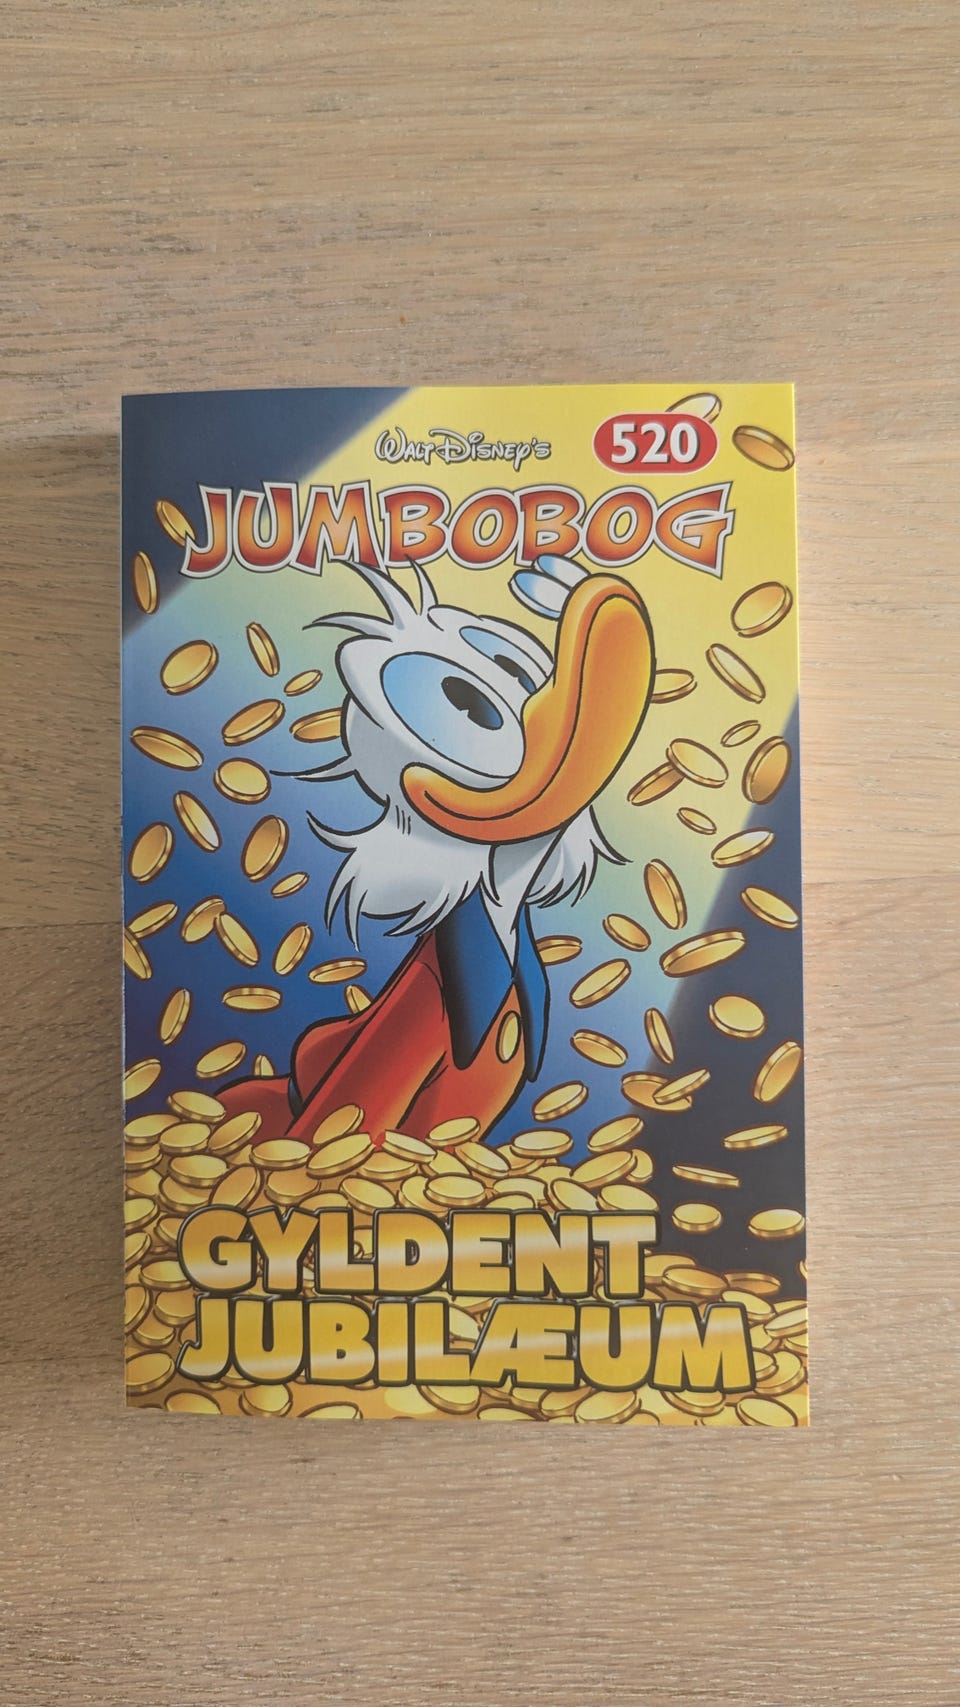 WALT DISNEY'S
520
JUMBOBOG
GYLDENT
JUBILÆUM